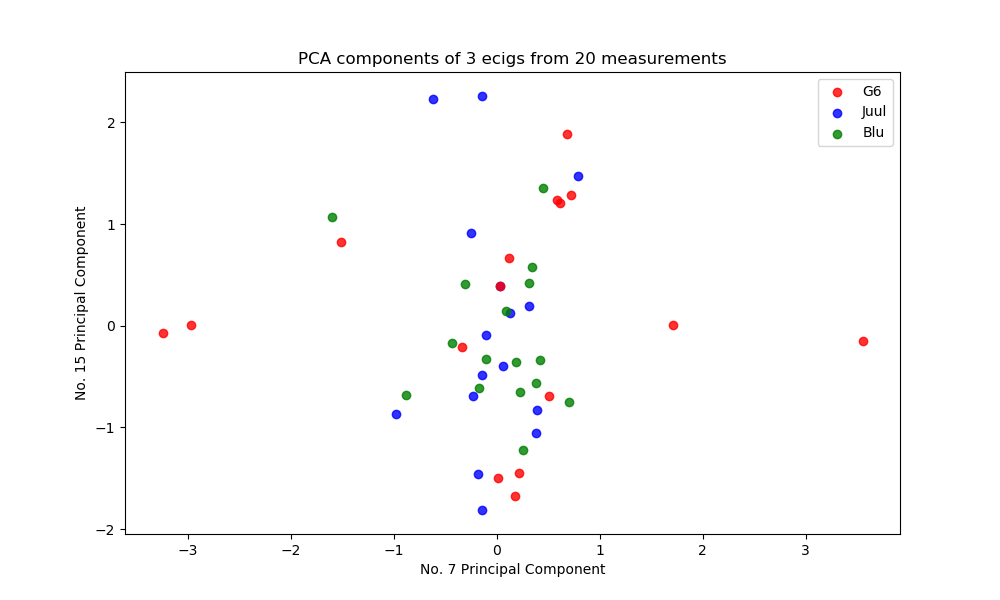 PCA components of 3 ecigs from 20 measurements
G6
Juul
Blu
2
1
0
−1
−2
No. 15 Principal Component
−3
−2
−1
0
1
2
3
No. 7 Principal Component